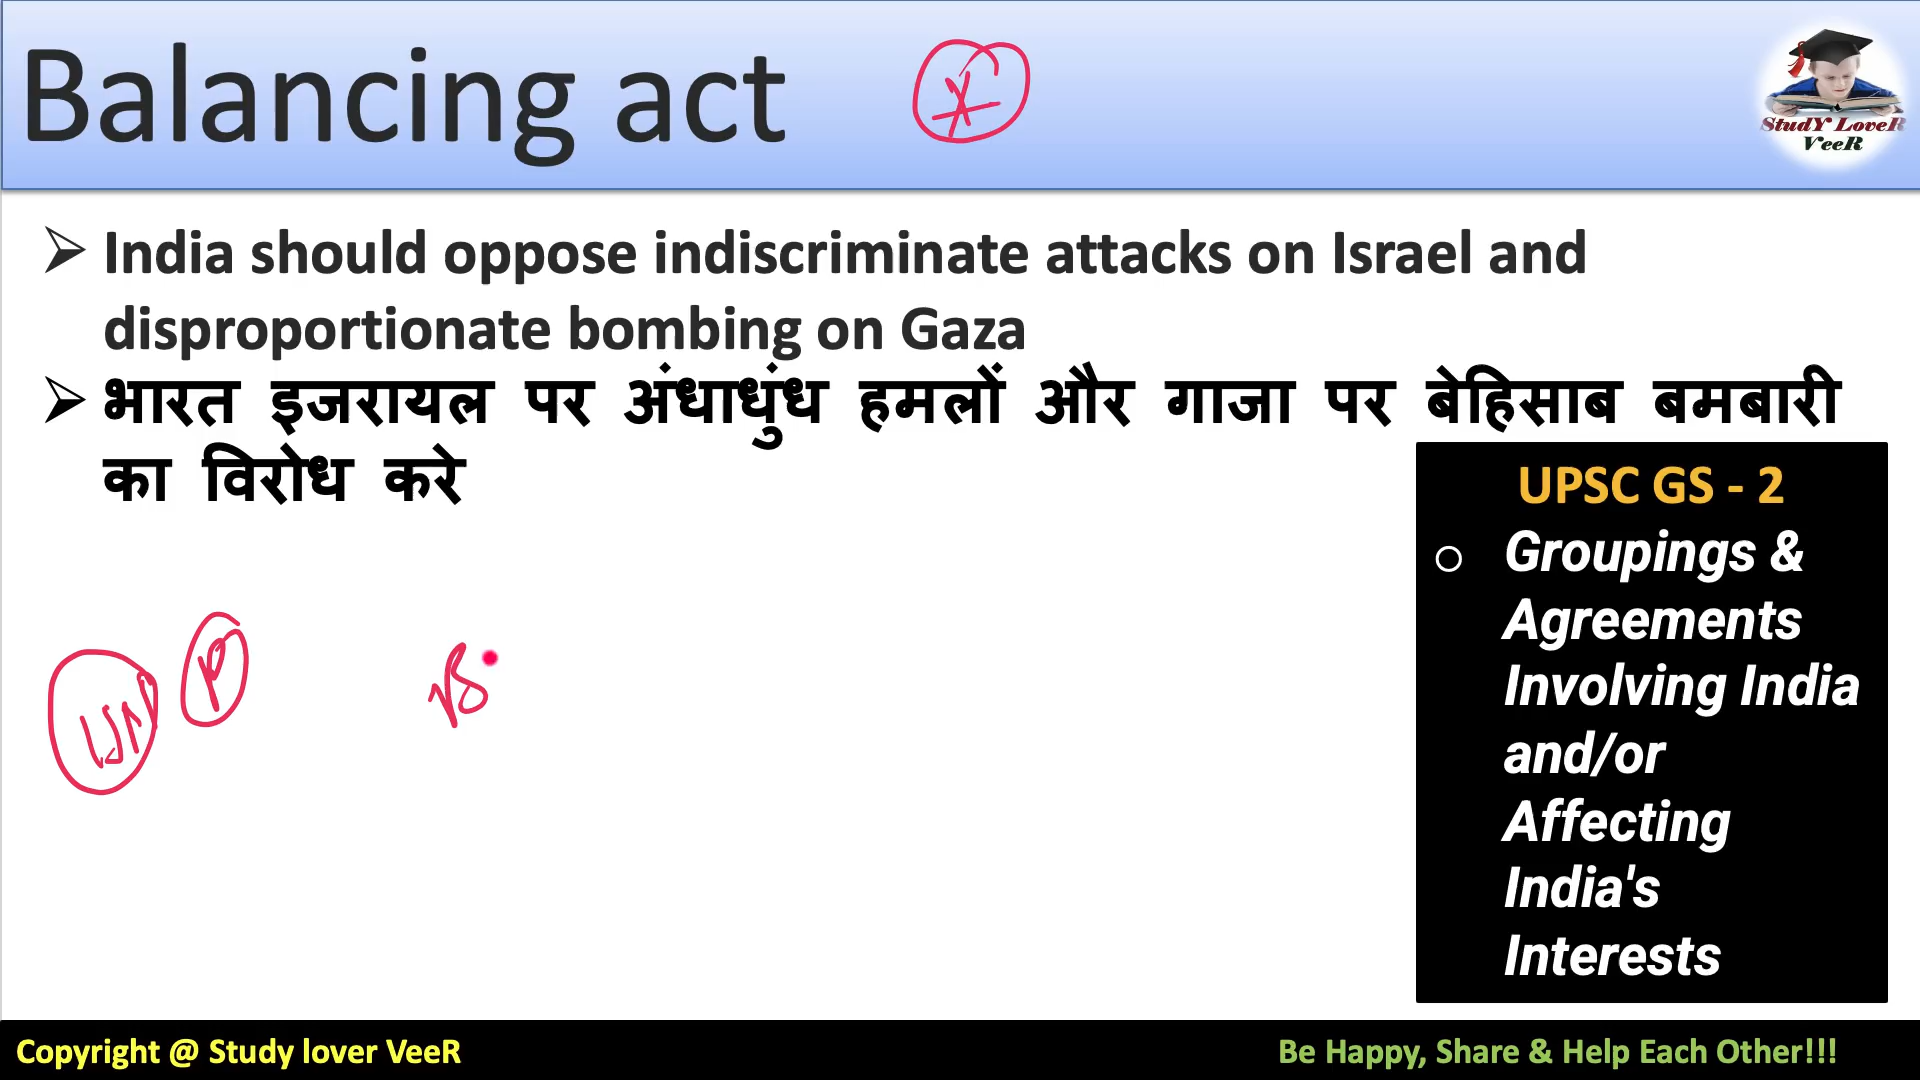 Balancing act
StudY LoveR
VeeR
➢ India should oppose indiscriminate attacks on Israel and
disproportionate bombing on Gaza
➢ भारत इजरायल पर अंधाधुंध हमलों और गाजा पर बेहिसाब बमबारी
का विरोध करे
UPSC GS - 2
o Groupings &
Agreements
Involving India
and/or
Affecting
India's
Interests
P
Copyright @ Study lover VeeR
Be Happy, Share & Help Each Other!!!